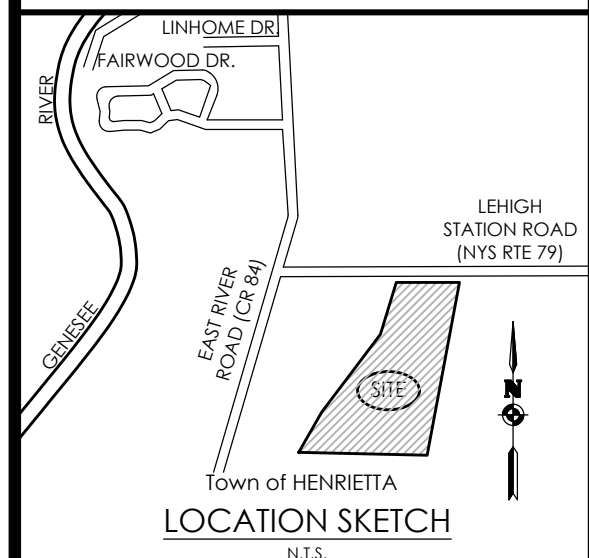 LINHOME DR.
FAIRWOOD DR.
RIVER
GENESEE
EAST RIVER
ROAD (CR 84)
LEHIGH
STATION ROAD
(NYS RTE 79)
SITE
N
Town of HENRIETTA
LOCATION SKETCH
N.T.S.